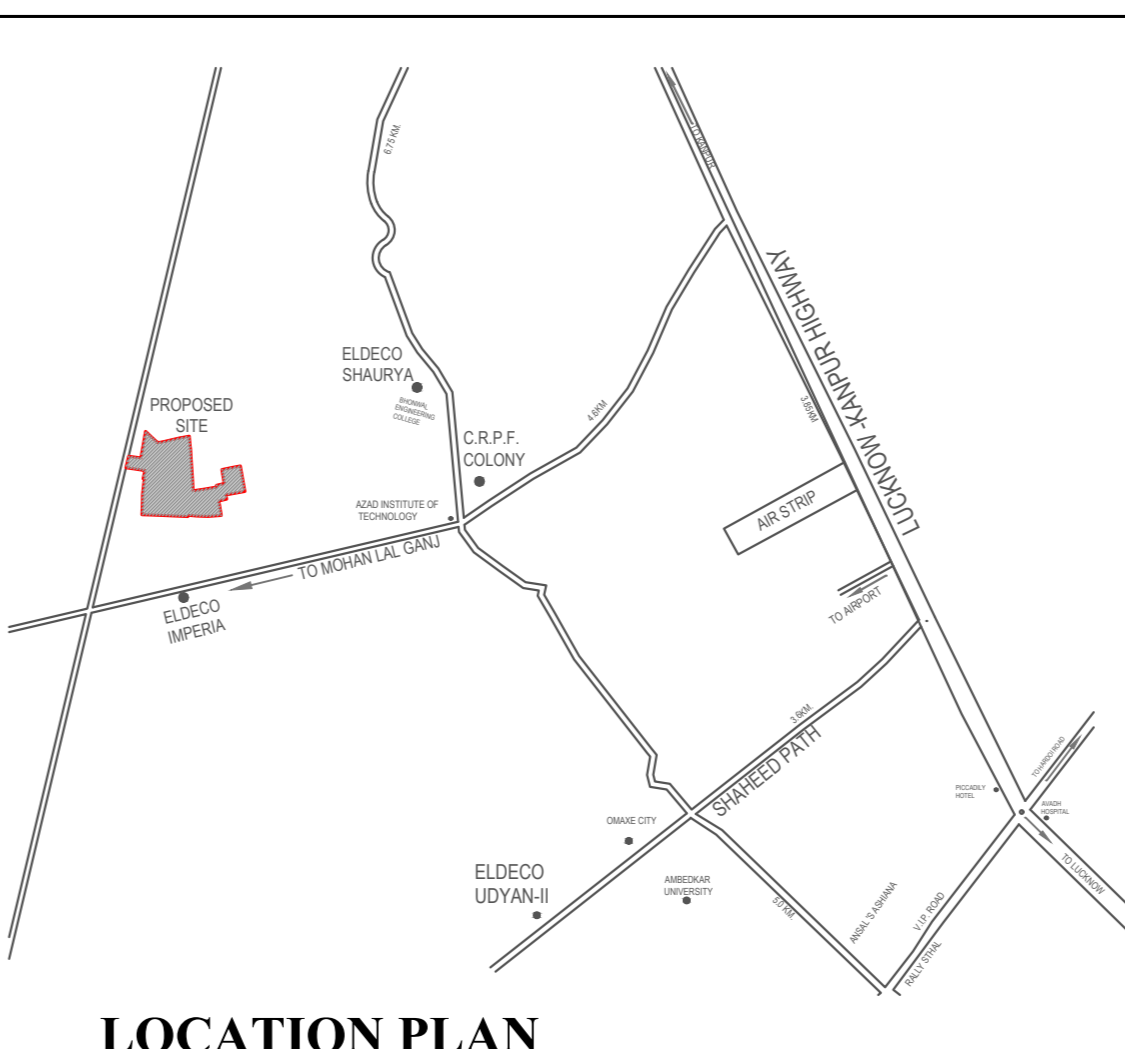 6.75 KM.
TO KANPUR
LUCKNOW -KANPUR HIGHWAY
ELDECO
SHAURYA
BHONWAL
ENGINEERING
COLLEGE
PROPOSED
SITE
4.6KM
3.85KM
C.R.P.F.
COLONY
AZAD INSTITUTE OF
TECHNOLOGY
AIR STRIP
TO MOHAN LAL GANJ
ELDECO
IMPERIA
TO AIRPORT
3.6KM.
SHAHEED PATH
TO HARDOI ROAD
PICCADILY
HOTEL
AVADH
HOSPITAL
OMAXE CITY
TO LUCKNOW
ELDECO
UDYAN-II
AMBEDKAR
UNIVERSITY
5.0 KM.
ANSAL 'S ASHIANA
V.I.P. ROAD
RALLY STHAL
LOCATION PLAN